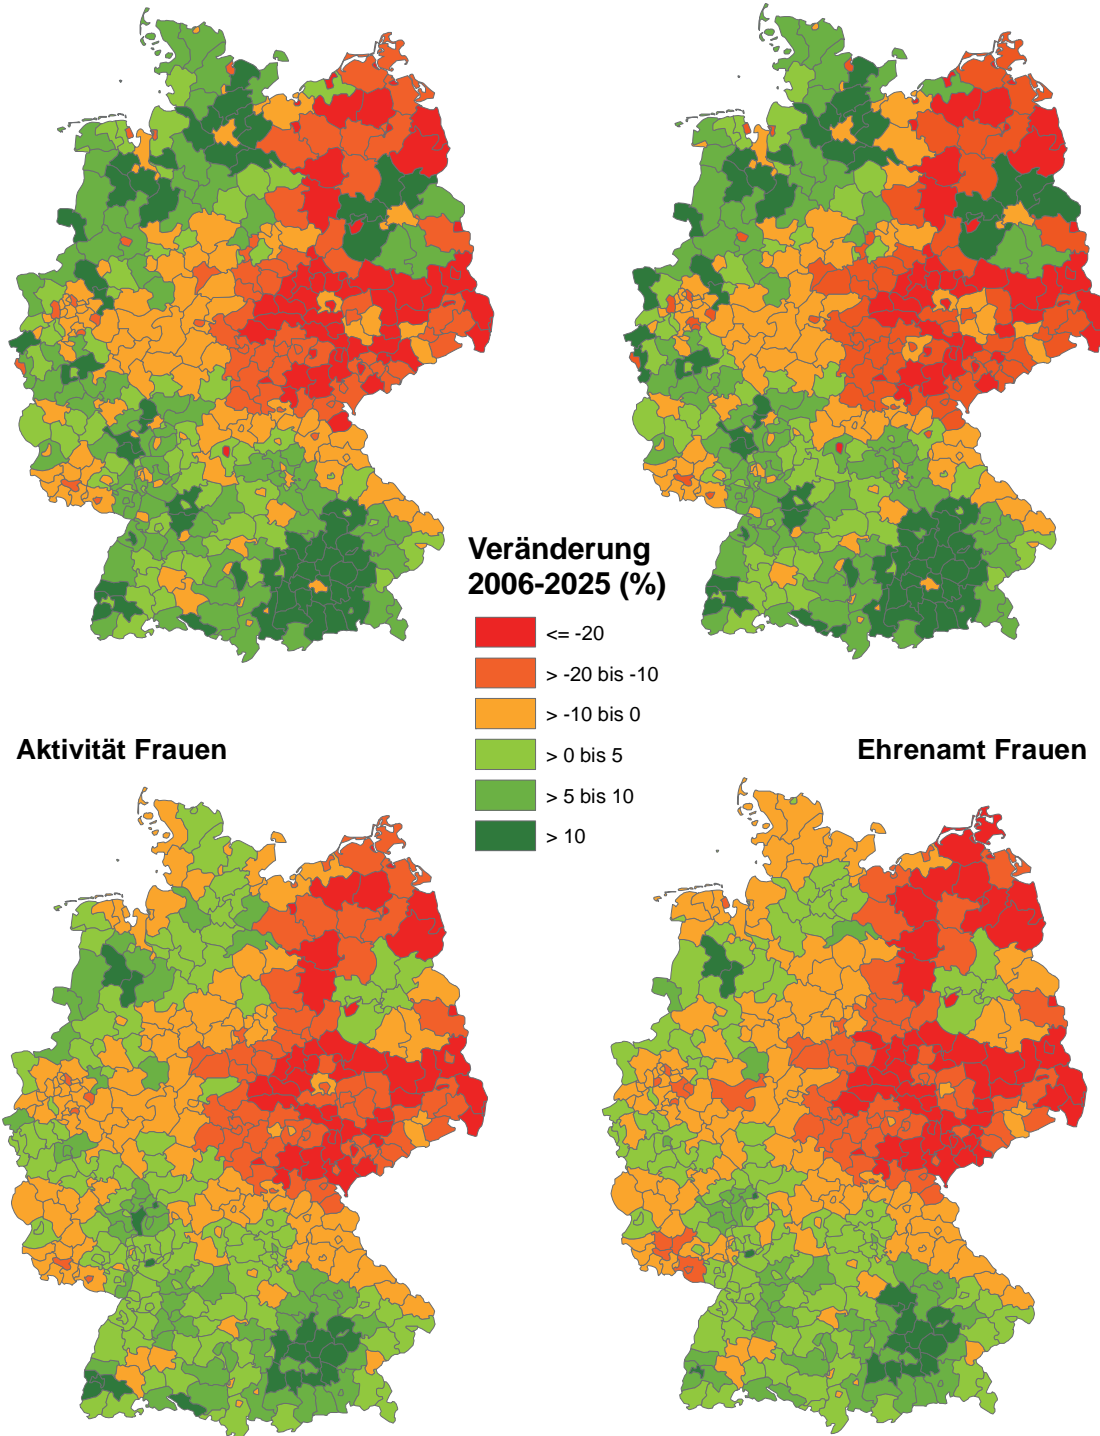 Veränderung
2006-2025 (%)
<= -20
> -20 bis -10
> -10 bis 0
> 0 bis 5
> 5 bis 10
> 10
Aktivität Frauen
Ehrenamt Frauen